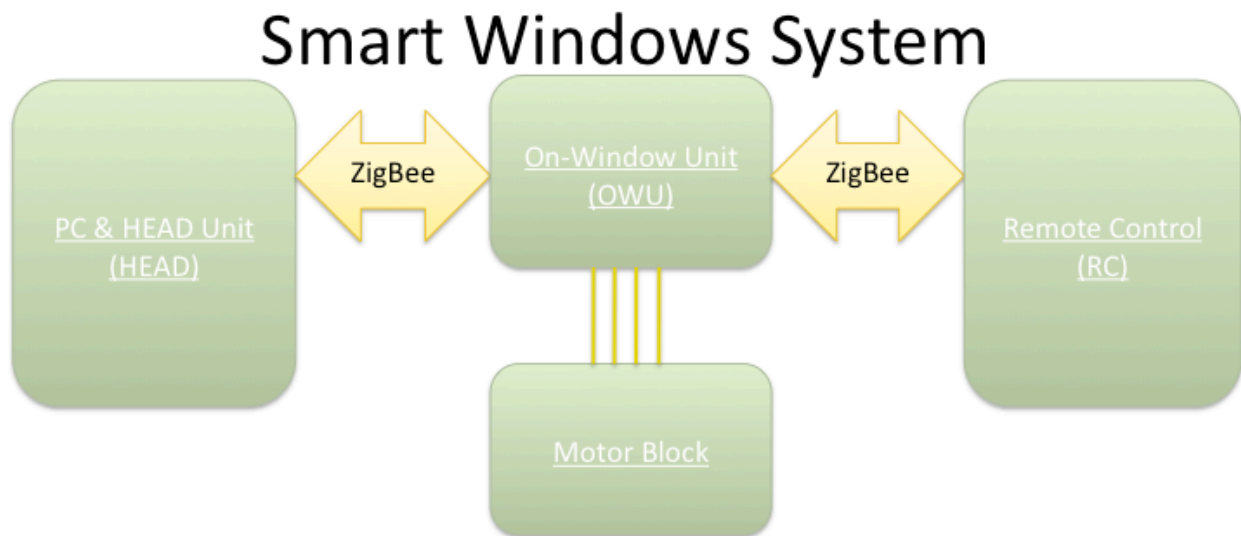 Smart Windows System
PC & HEAD Unit
(HEAD)
ZigBee
On-Window Unit
(OWU)
ZigBee
Remote Control
(RC)
Motor Block